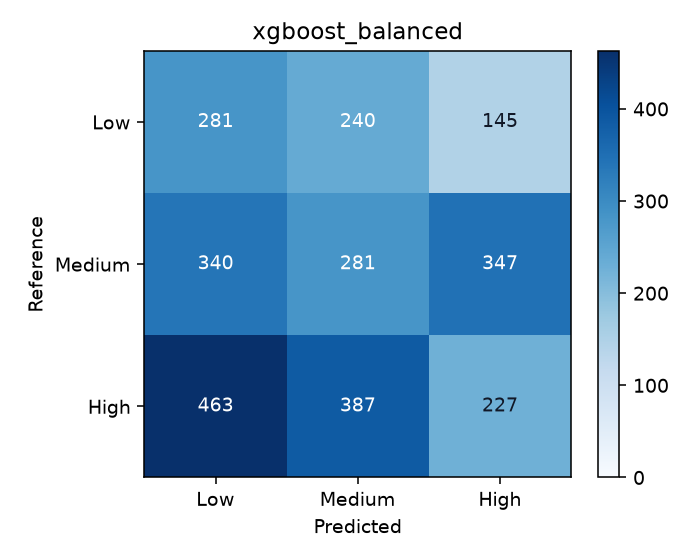 xgboost_balanced
Low 281 240 145
Medium 340 281 347
High 463 387 227
Low Medium High
Predicted
Reference
400
300
200
100
0